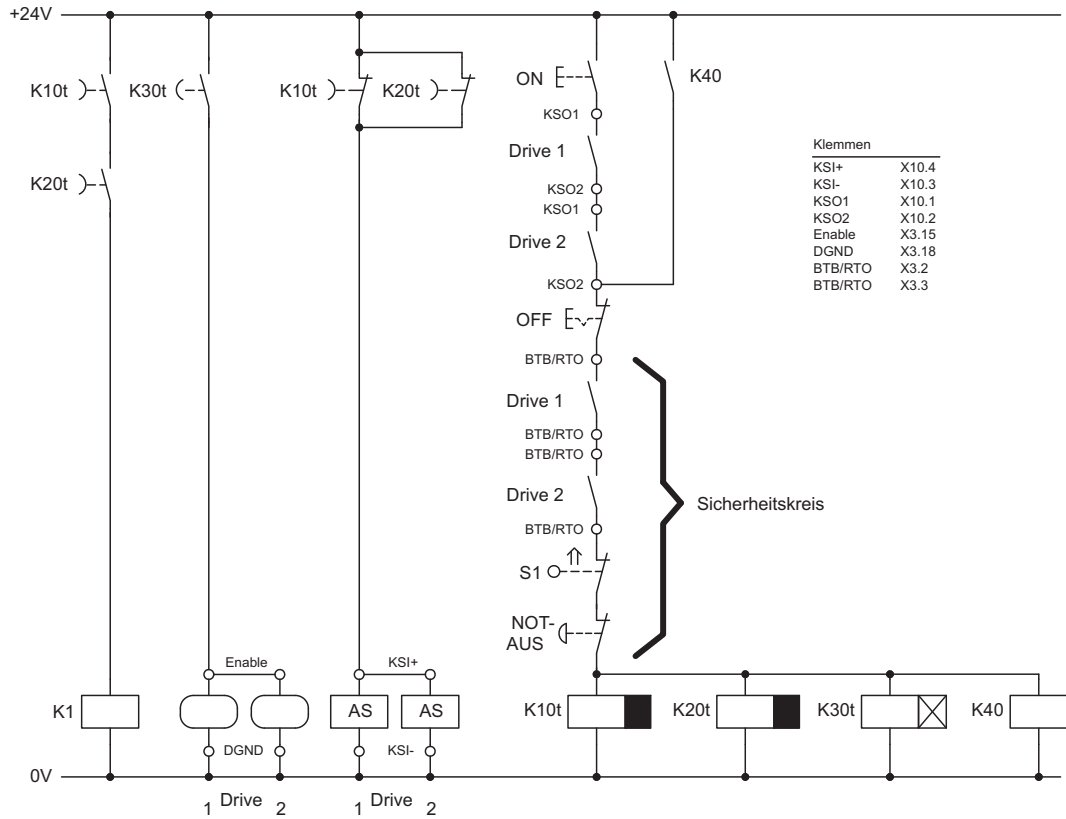 +24V
K10t
K30t
K10t
K20t
ON
K40
KSO1
Drive 1
KSO2
KSO1
K20t
Drive 2
KSO2
Klemmen
KSI+ X10.4
KSI- X10.3
KSO1 X10.1
KSO2 X10.2
Enable X3.15
DGND X3.18
BTB/RTO X3.2
BTB/RTO X3.3
OFF
BTB/RTO
Drive 1
BTB/RTO
BTB/RTO
Drive 2
BTB/RTO
Sicherheitskreis
S1
NOT-
AUS
Enable
KSI+
K1
AS
AS
K10t
K20t
K30t
K40
DGND
KSI-
0V
1 Drive 2
1 Drive 2